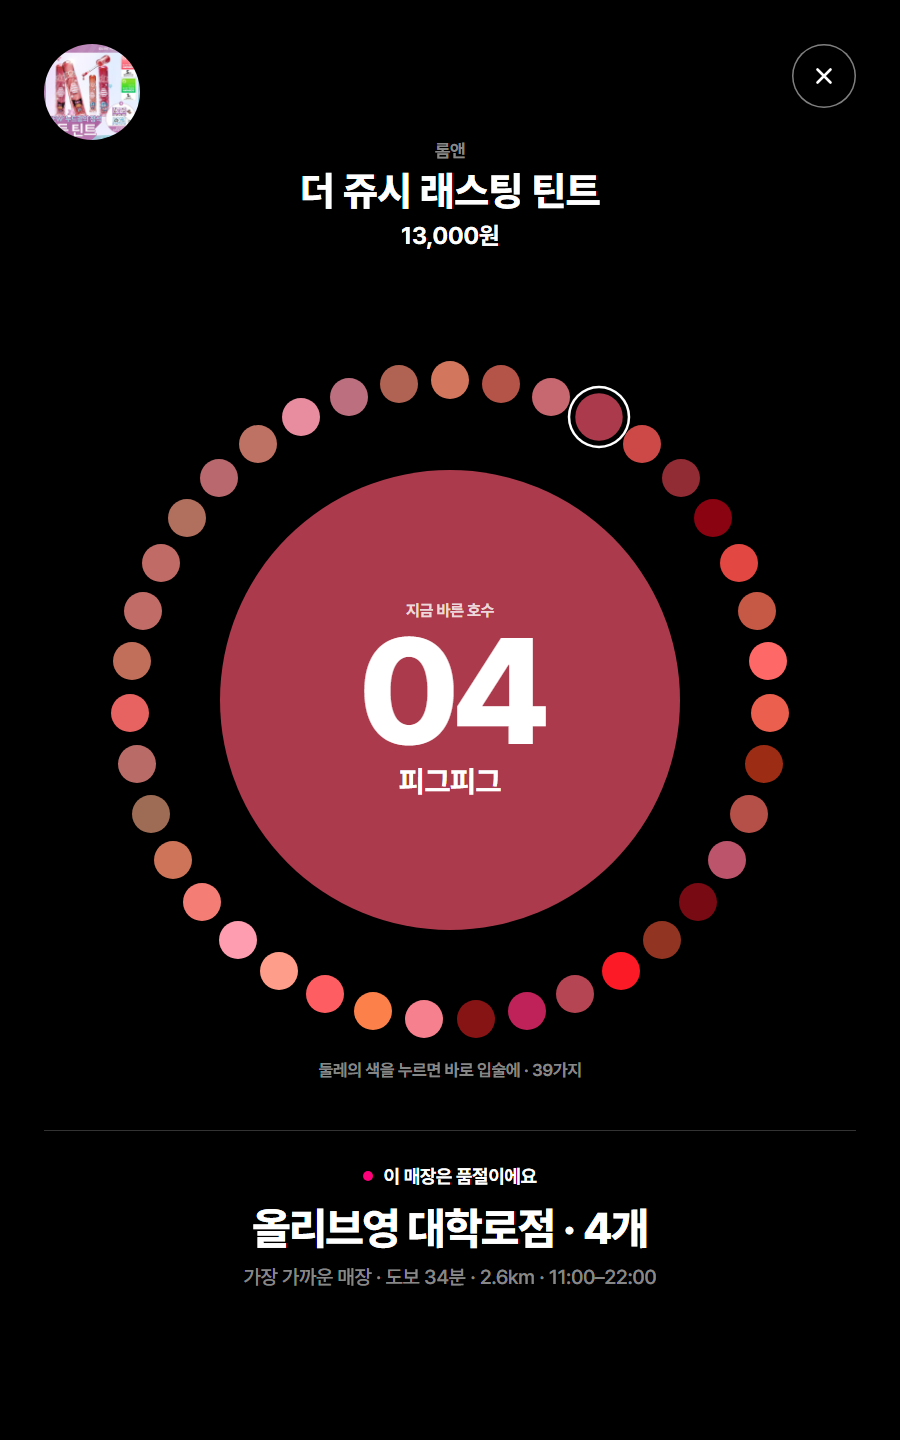 틴트
롬앤
더 쥬시 래스팅 틴트
13,000원
지금 바른 호수
04
피그피그
둘레의 색을 누르면 바로 입술에 · 39가지
이 매장은 품절이에요
올리브영 대학로점 · 4개
가장 가까운 매장 · 도보 34분 · 2.6km · 11:00–22:00